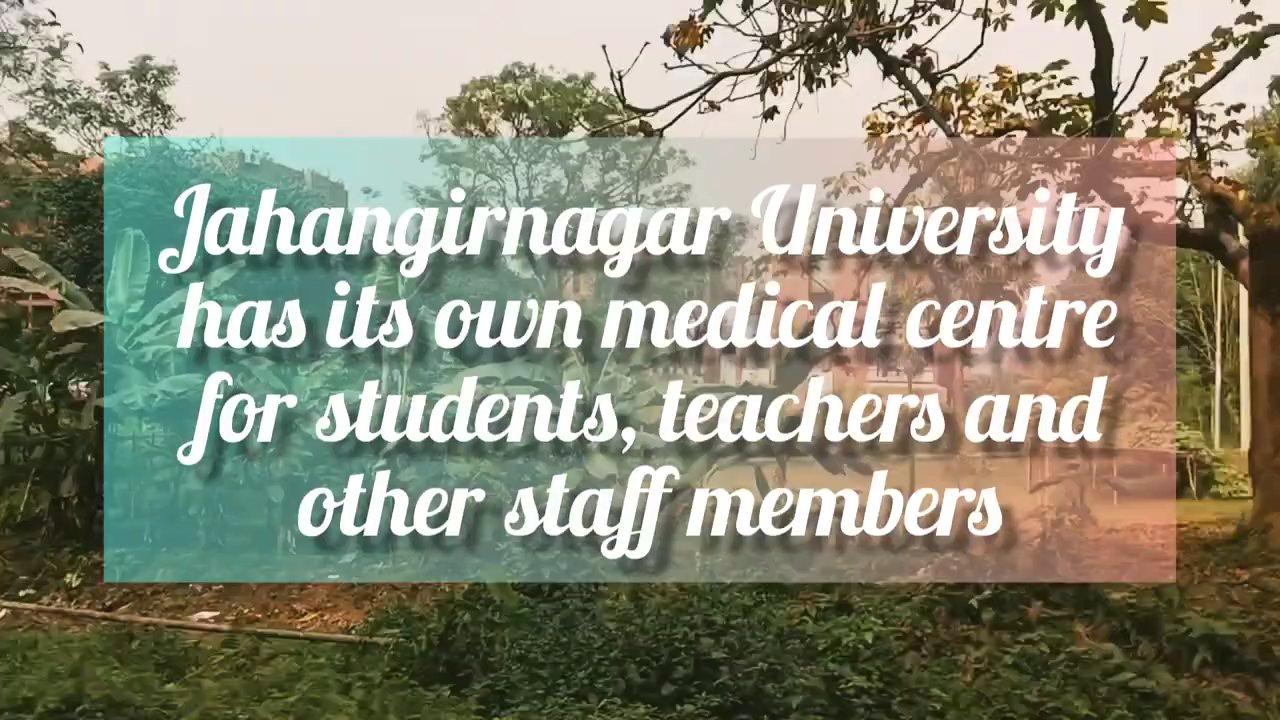 Jahangirnagar University
has its own medical centre
for students, teachers and
other staff members